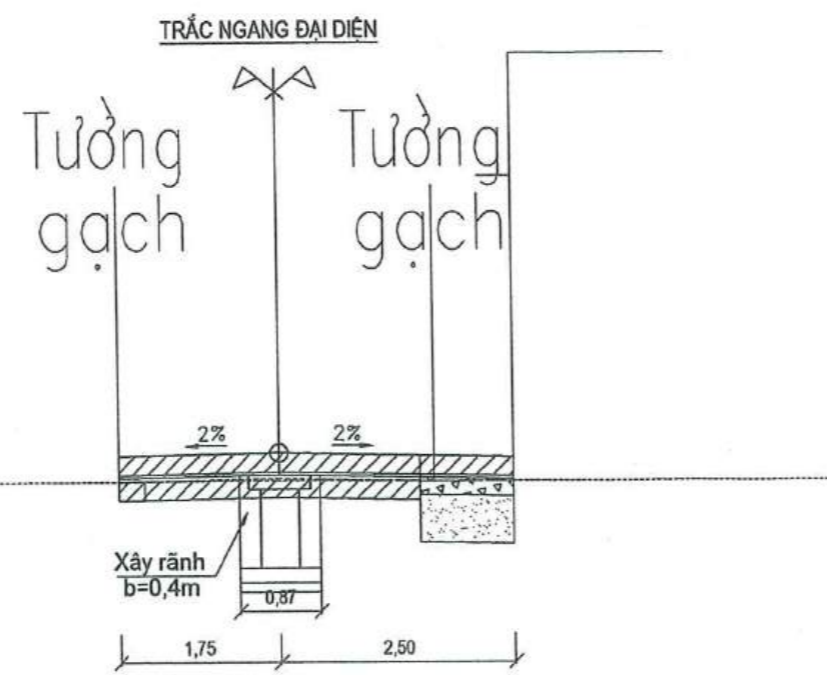 TRẮC NGANG ĐẠI DIỆN
Tường
gạch
Tường
gạch
2%
2%
Xây rãnh
b=0,4m
0,87
1,75
2,50